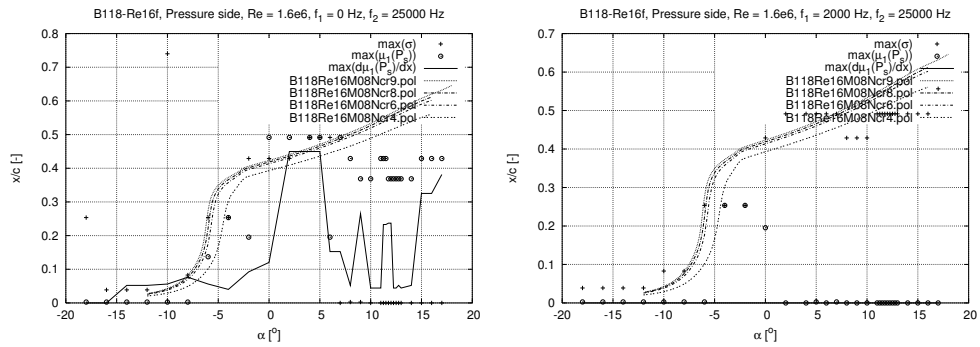 B118-Re16f, Pressure side, Re = 1.6e6, f₁ = 0 Hz, f₂ = 25000 Hz
0.8
0.7
0.6
0.5
0.4
0.3
0.2
0.1
0
x/c [-]
max(σ)
max(μ₁(Pₛ))
max(dμ₁(Pₛ)/dx)
B118Re16M08Ncr9.pol
B118Re16M08Ncr8.pol
B118Re16M08Ncr6.pol
B118Re16M08Ncr4.pol
-20 -15 -10 -5 0 5 10 15 20
α [°]
B118-Re16f, Pressure side, Re = 1.6e6, f₁ = 2000 Hz, f₂ = 25000 Hz
0.7
0.6
0.5
0.4
0.3
0.2
0.1
0
x/c [-]
max(σ)
max(μ₁(Pₛ))
max(dμ₁(Pₛ)/dx)
B118Re16M08Ncr9.pol
B118Re16M08Ncr8.pol
B118Re16M08Ncr6.pol
B118Re16M08Ncr4.pol
-20 -15 -10 -5 0 5 10 15 20
α [°]